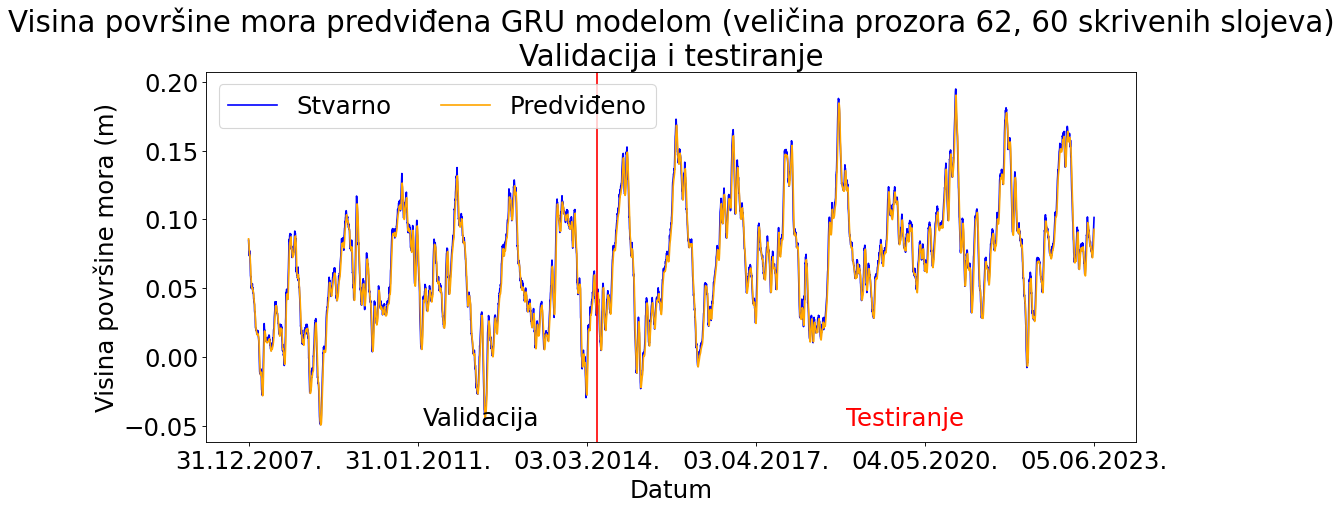 Visina površine mora predviđena GRU modelom (veličina prozora 62, 60 skrivenih slojeva)
Validacija i testiranje
Stvarno
Predviđeno
Visina površine mora (m)
0.20
0.15
0.10
0.05
0.00
−0.05
Validacija
Testiranje
31.12.2007.
31.01.2011.
03.03.2014.
03.04.2017.
04.05.2020.
05.06.2023.
Datum